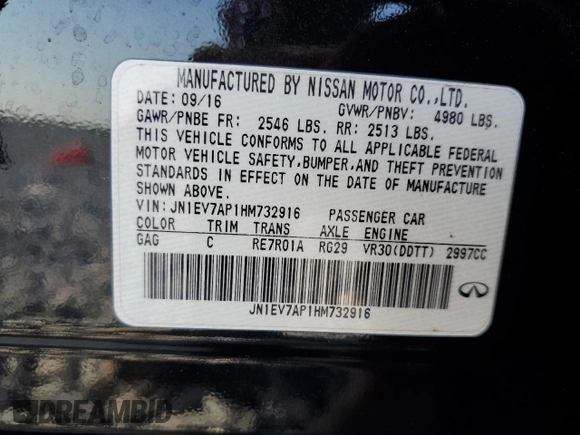 MANUFACTURED BY NISSAN MOTOR CO.,LTD.
DATE: 09/16 GVWR/PNBV: 4980 LBS.
GAWR/PNBE FR: 2546 LBS. RR: 2513 LBS.
THIS VEHICLE CONFORMS TO ALL APPLICABLE FEDERAL
MOTOR VEHICLE SAFETY,BUMPER,AND THEFT PREVENTION
STANDARDS IN EFFECT ON THE DATE OF MANUFACTURE
SHOWN ABOVE.
VIN: JN1EV7AP1HM732916 PASSENGER CAR
COLOR TRIM TRANS AXLE ENGINE
GAG C RE7R01A RG29 VR30(DDTT) 2997CC
JN1EV7AP1HM732916
DREAMBID